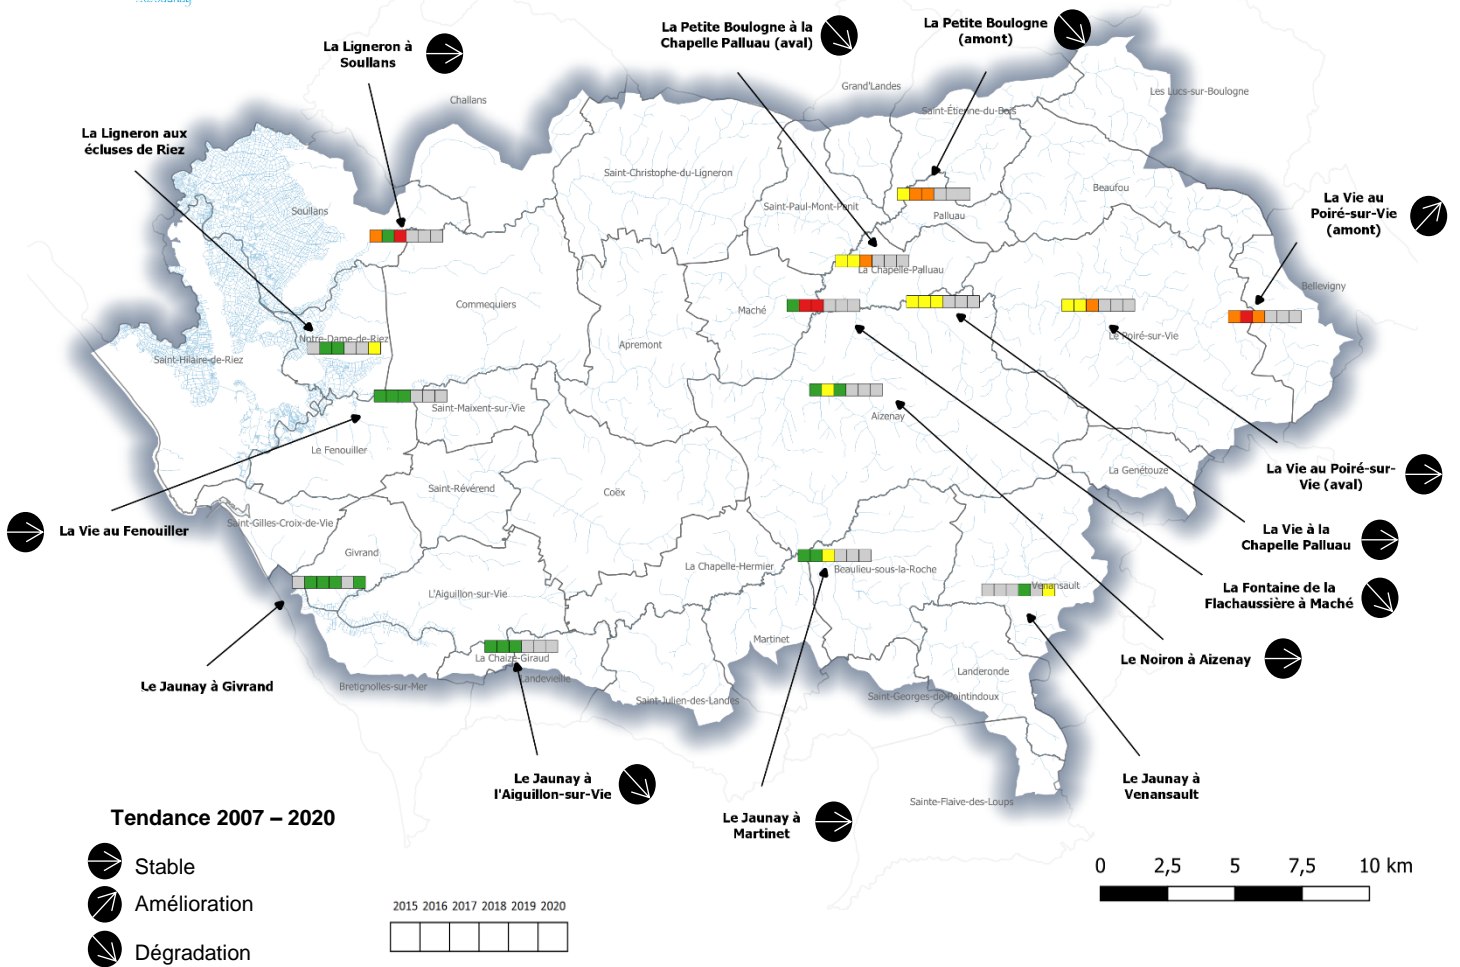 La Petite Boulogne à la
Chapelle Palluau (aval)
La Petite Boulogne
(amont)
La Ligneron à
Soullans
Challans
Grand'Landes
Saint-Étienne-du-Bois
Les Lucs-sur-Boulogne
La Ligneron aux
écluses de Riez
Saint-Christophe-du-Ligneron
Saint-Paul-Mont-Penit
Beaufou
La Vie au
Poiré-sur-Vie
(amont)
Soullans
Palluau
La Chapelle-Palluau
Bellevigny
Commequiers
Maché
Notre-Dame-de-Riez
Saint-Hilaire-de-Riez
Apremont
Le Poiré-sur-Vie
Saint-Maixent-sur-Vie
Aizenay
Le Fenouiller
La Genétouze
La Vie au Poiré-sur-
Vie (aval)
Saint-Révérend
Coëx
La Vie au Fenouiller
Saint-Gilles-Croix-de-Vie
La Vie à la
Chapelle Palluau
Givrand
La Chapelle-Hermier
Beaulieu-sous-la-Roche
Venansault
La Fontaine de la
Flachaussière à Maché
L'Aiguillon-sur-Vie
Martinet
Le Noiron à Aizenay
La Chaize-Giraud
Landevieille
Landeronde
Le Jaunay à Givrand
Bretignolles-sur-Mer
Saint-Julien-des-Landes
Saint-Georges-de-Pointindoux
Le Jaunay à
l'Aiguillon-sur-Vie
Le Jaunay à
Venansault
Le Jaunay à
Martinet
Sainte-Flaive-des-Loups
Tendance 2007 – 2020
Stable
Amélioration
Dégradation
2015 2016 2017 2018 2019 2020
0 2,5 5 7,5 10 km